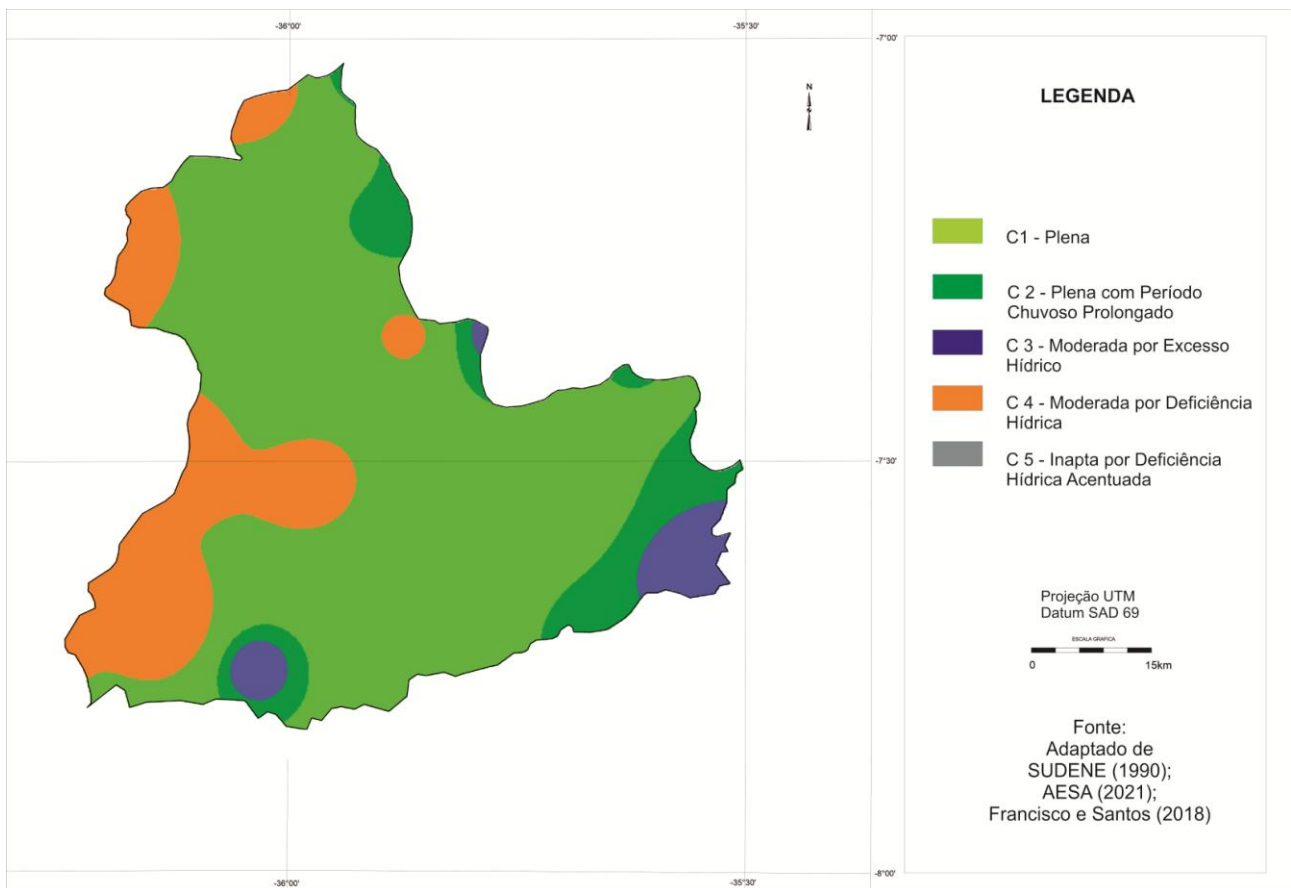 -36°00'
-35°30'
-7°00'
N
-7°30'
-8°00'
-36°00'
-35°30'
LEGENDA
C1 - Plena
C 2 - Plena com Período
Chuvoso Prolongado
C 3 - Moderada por Excesso
Hídrico
C 4 - Moderada por Deficiência
Hídrica
C 5 - Inapta por Deficiência
Hídrica Acentuada
Projeção UTM
Datum SAD 69
ESCALA GRAFICA
0 15km
Fonte:
Adaptado de
SUDENE (1990);
AESA (2021);
Francisco e Santos (2018)